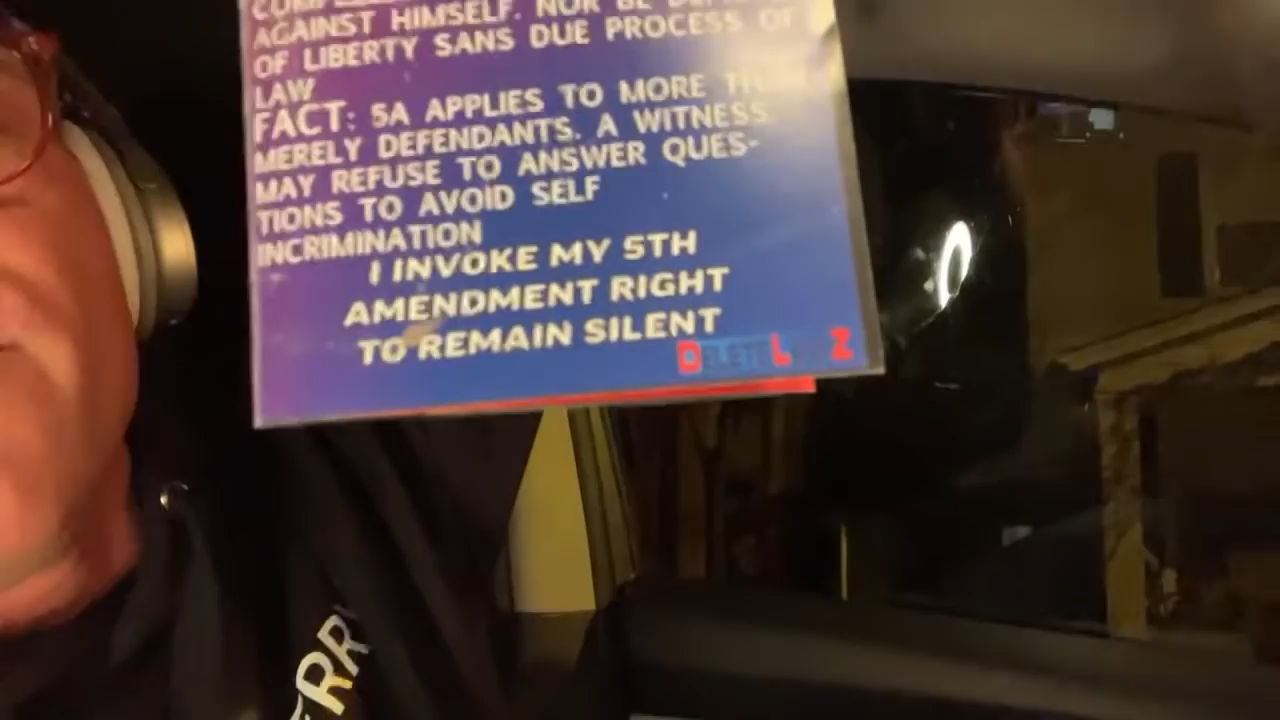 AGAINST HIMSELF. NOR BE
OF LIBERTY SANS DUE PROCESS OF
LAW
FACT: 5A APPLIES TO MORE
MERELY DEFENDANTS. A WITNESS
MAY REFUSE TO ANSWER QUES-
TIONS TO AVOID SELF
INCRIMINATION
I INVOKE MY 5TH
AMENDMENT RIGHT
TO REMAIN SILENT